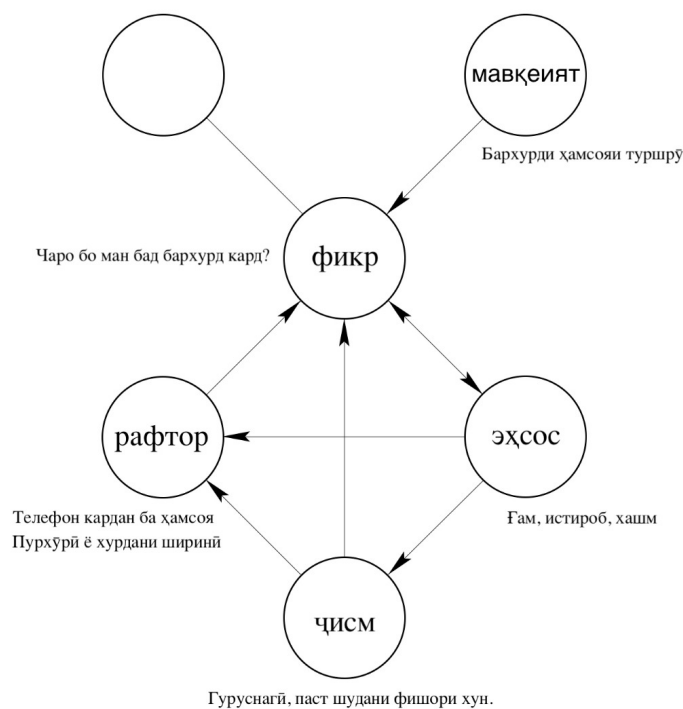 мавқеият
Бархурди ҳамсояи туршрӯ
Чаро бо ман бад бархурд кард?
фикр
рафтор
эҳсос
Телефон кардан ба ҳамсоя
Пурхӯрӣ ё хурдани ширинӣ
Ғам, истироб, хашм
ҷисм
Гуруснагӣ, паст шудани фишори хун.